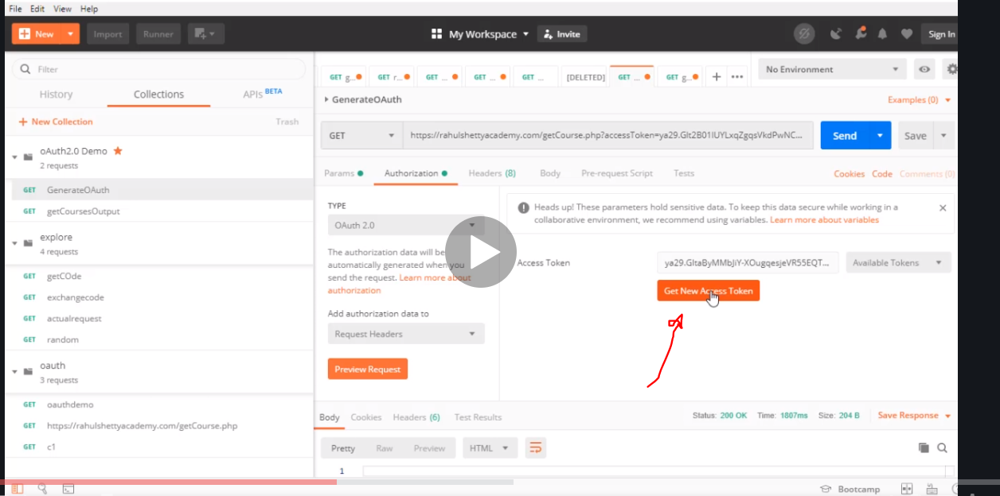 File Edit View Help
New Import Runner My Workspace Invite Sign In
Filter
History Collections APIs BETA
+ New Collection Trash
oAuth2.0 Demo
2 requests
GET GenerateOAuth
GET getCoursesOutput
explore
4 requests
GET getCOde
GET exchangecode
GET actualrequest
GET random
oauth
3 requests
GET oauthdemo
GET https://rahulshettyacademy.com/getCourse.php
GET c1
GET g... GET r... GET ... GET ... GET ... [DELETED] GET ... GET g... + ••• No Environment
GenerateOAuth Examples (0)
GET https://rahulshettyacademy.com/getCourse.php?accessToken=ya29.Glt2B01IUYLxqZgqsVkdPwNC... Send Save
Params Authorization Headers (8) Body Pre-request Script Tests Cookies Code Comments (0)
TYPE
OAuth 2.0
The authorization data will be
automatically generated when you
send the request. Learn more about
authorization
Add authorization data to
Request Headers
Preview Request
Heads up! These parameters hold sensitive data. To keep this data secure while working in a
collaborative environment, we recommend using variables. Learn more about variables
Access Token ya29.GltaByMMbJiY-XOugqesjeVR55EQT... Available Tokens
Get New Access Token
Body Cookies Headers (6) Test Results Status: 200 OK Time: 1807ms Size: 204 B Save Response
Pretty Raw Preview HTML
1
Bootcamp